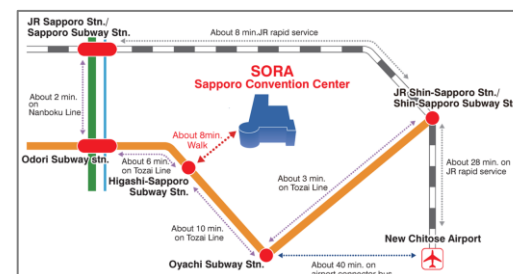 JR Sapporo Stn./
Sapporo Subway Stn.
About 8 min.JR rapid service
SORA
Sapporo Convention Center
JR Shin-Sapporo Stn./
Shin-Sapporo Subway St
About 2 min.
on
Nanboku Line
About 8min.
Walk
Odori Subway stn.
About 6 min.
on Tozai Line
Higashi-Sapporo
Subway Stn.
About 3 min.
on Tozai Line
About 28 min. on
JR rapid service
About 10 min.
on Tozai Line
New Chitose Airport
Oyachi Subway Stn.
About 40 min. on
airport connector bus